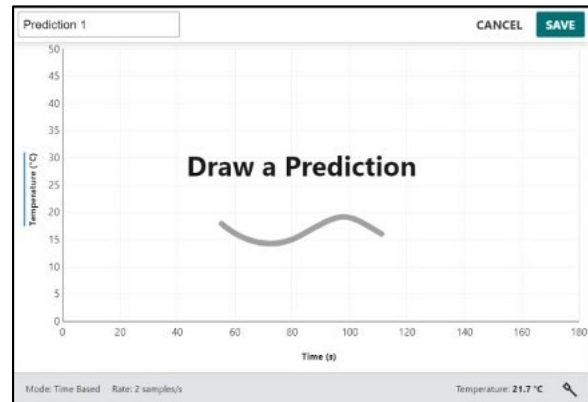 Prediction 1
CANCEL SAVE
50
45
40
35
30
25
20
15
10
5
0
Temperature (°C)
Draw a Prediction
0 20 40 60 80 100 120 140 160 180
Time (s)
Mode: Time Based Rate: 2 samples/s Temperature: 21.7 °C